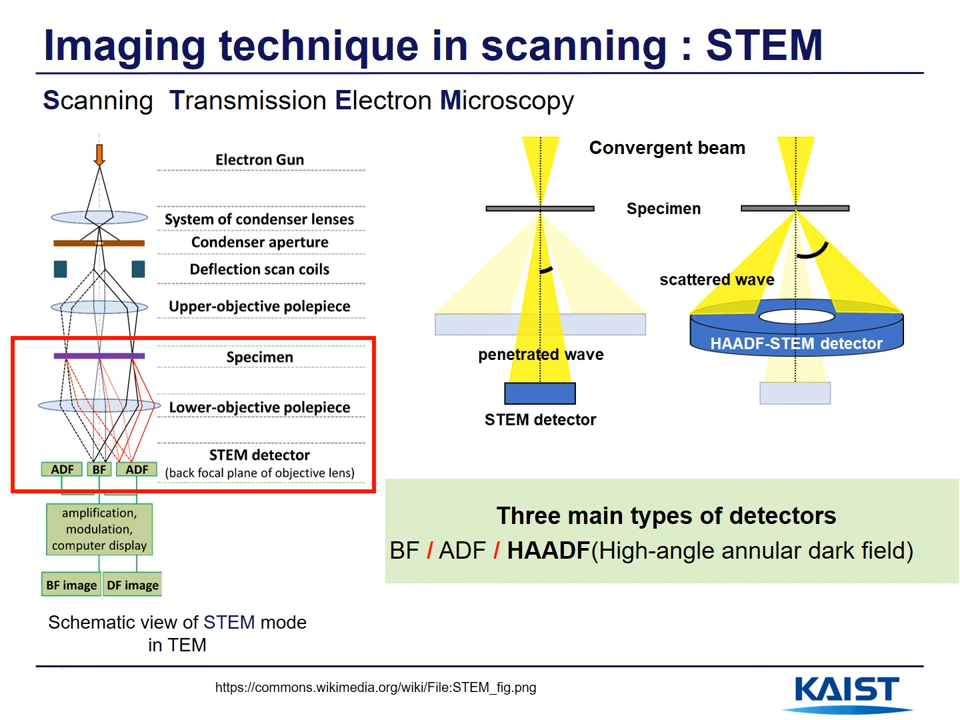 Imaging technique in scanning : STEM
Scanning Transmission Electron Microscopy
Electron Gun
System of condenser lenses
Condenser aperture
Deflection scan coils
Upper-objective polepiece
Specimen
Lower-objective polepiece
STEM detector
(back focal plane of objective lens)
ADF
BF
ADF
amplification,
modulation,
computer display
BF image
DF image
Schematic view of STEM mode
in TEM
Convergent beam
Specimen
scattered wave
penetrated wave
HAADF-STEM detector
STEM detector
Three main types of detectors
BF / ADF / HAADF(High-angle annular dark field)
https://commons.wikimedia.org/wiki/File:STEM_fig.png
KAIST